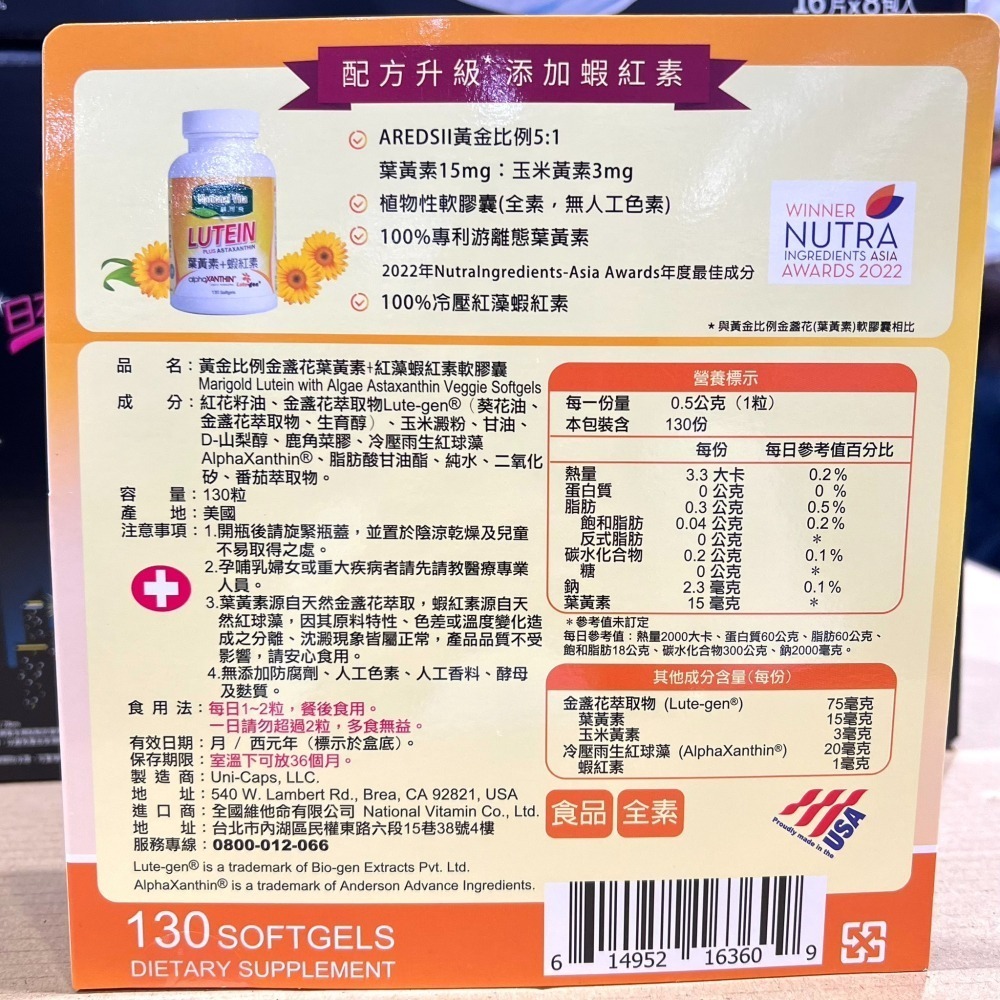 16片x8包入
配方升級* 添加蝦紅素
AREDSII黃金比例5:1
葉黃素15mg：玉米黃素3mg
植物性軟膠囊(全素，無人工色素)
100%專利游離態葉黃素
2022年NutraIngredients-Asia Awards年度最佳成分
100%冷壓紅藻蝦紅素
National Vita
LUTEIN
PLUS ASTAXANTHIN
葉黃素+蝦紅素
alphaXANTHIN
Lute-gen
130 Softgels
WINNER
NUTRA
INGREDIENTS ASIA
AWARDS 2022
*與黃金比例金盞花(葉黃素)軟膠囊相比
品名：黃金比例金盞花葉黃素+紅藻蝦紅素軟膠囊
Marigold Lutein with Algae Astaxanthin Veggie Softgels
成分：紅花籽油、金盞花萃取物Lute-gen®（葵花油、
金盞花萃取物、生育醇）、玉米澱粉、甘油、
D-山梨醇、鹿角菜膠、冷壓雨生紅球藻
AlphaXanthin®、脂肪酸甘油酯、純水、二氧化
矽、番茄萃取物。
容量：130粒
產地：美國
注意事項：1.開瓶後請旋緊瓶蓋，並置於陰涼乾燥及兒童
不易取得之處。
2.孕哺乳婦女或重大疾病者請先請教醫療專業
人員。
3.葉黃素源自天然金盞花萃取，蝦紅素源自天
然紅球藻，因其原料特性、色差或溫度變化造
成之分離、沈澱現象皆屬正常，產品品質不受
影響，請安心食用。
4.無添加防腐劑、人工色素、人工香料、酵母
及麩質。
食用法：每日1~2粒，餐後食用。
一日請勿超過2粒，多食無益。
有效日期：月 / 西元年（標示於盒底）。
保存期限：室溫下可放36個月。
製造商：Uni-Caps, LLC.
地址：540 W. Lambert Rd., Brea, CA 92821, USA
進口商：全國維他命有限公司 National Vitamin Co., Ltd.
地址：台北市內湖區民權東路六段15巷38號4樓
服務專線：0800-012-066
Lute-gen® is a trademark of Bio-gen Extracts Pvt. Ltd.
AlphaXanthin® is a trademark of Anderson Advance Ingredients.
營養標示
每一份量 0.5公克（1粒）
本包裝含 130份
每份 每日參考值百分比
熱量 3.3 大卡 0.2%
蛋白質 0 公克 0 %
脂肪 0.3 公克 0.5%
飽和脂肪 0.04 公克 0.2%
反式脂肪 0 公克 *
碳水化合物 0.2 公克 0.1%
糖 0 公克 *
鈉 2.3 毫克 0.1%
葉黃素 15 毫克 *
*參考值未訂定
每日參考值：熱量2000大卡、蛋白質60公克、脂肪60公克、
飽和脂肪18公克、碳水化合物300公克、鈉2000毫克。
其他成分含量(每份)
金盞花萃取物 (Lute-gen®) 75毫克
葉黃素 15毫克
玉米黃素 3毫克
冷壓雨生紅球藻 (AlphaXanthin®) 20毫克
蝦紅素 1毫克
食品 全素
Proudly made in the
USA
130 SOFTGELS
DIETARY SUPPLEMENT
6 14952 16360 9